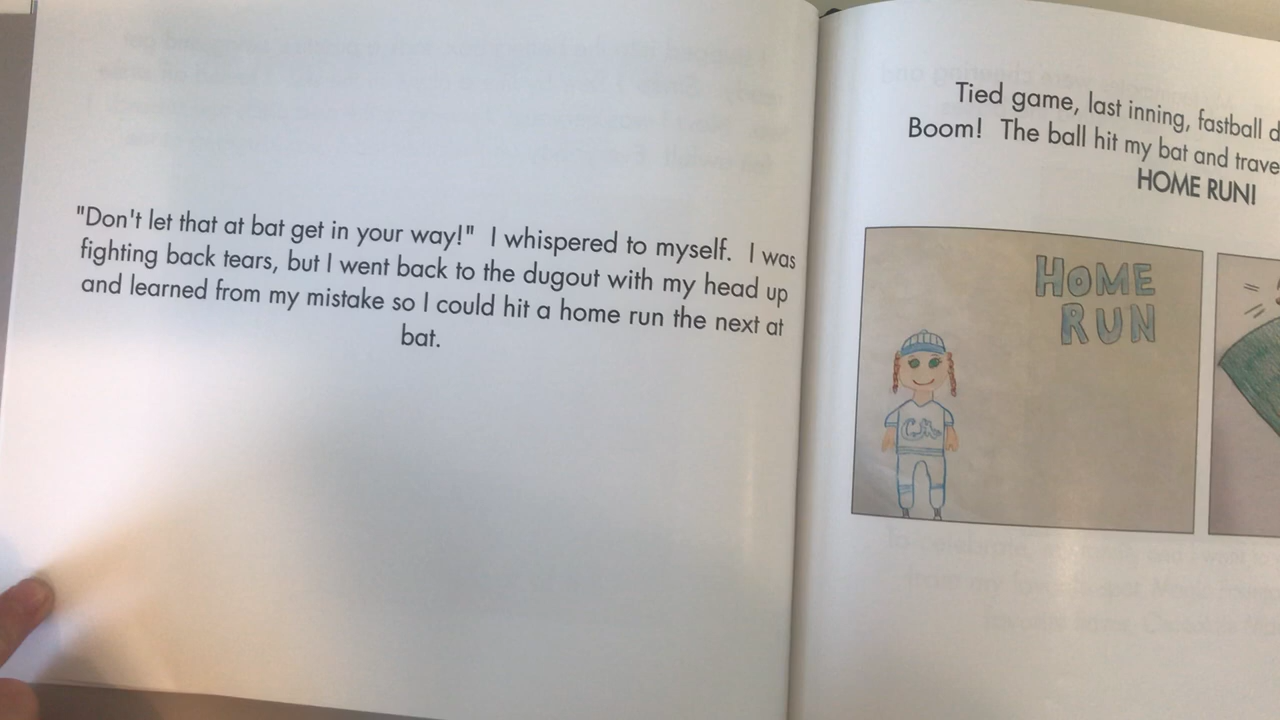 "Don't let that at bat get in your way!"  I whispered to myself.  I was
fighting back tears, but I went back to the dugout with my head up
and learned from my mistake so I could hit a home run the next at
bat.
Tied game, last inning, fastball
Boom!  The ball hit my bat and
HOME RUN!
HOME
RUN